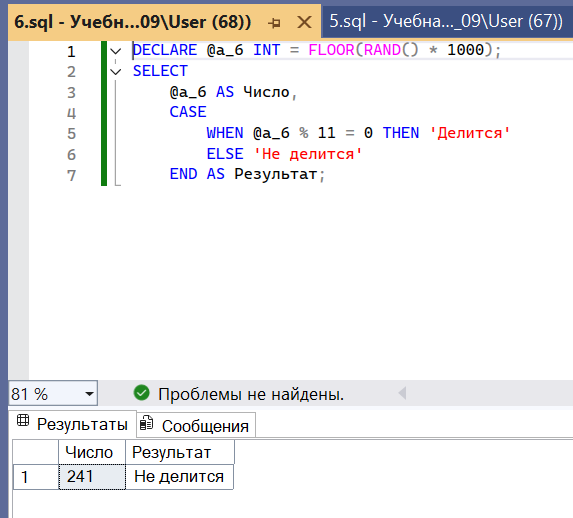 6.sql - Учебн...09\User (68))
5.sql - Учебна..._09\User (67))
1 DECLARE @a_6 INT = FLOOR(RAND() * 1000);
2 SELECT
3 @a_6 AS Число,
4 CASE
5 WHEN @a_6 % 11 = 0 THEN 'Делится'
6 ELSE 'Не делится'
7 END AS Результат;
81 % Проблемы не найдены.
Результаты Сообщения
Число Результат
1 241 Не делится